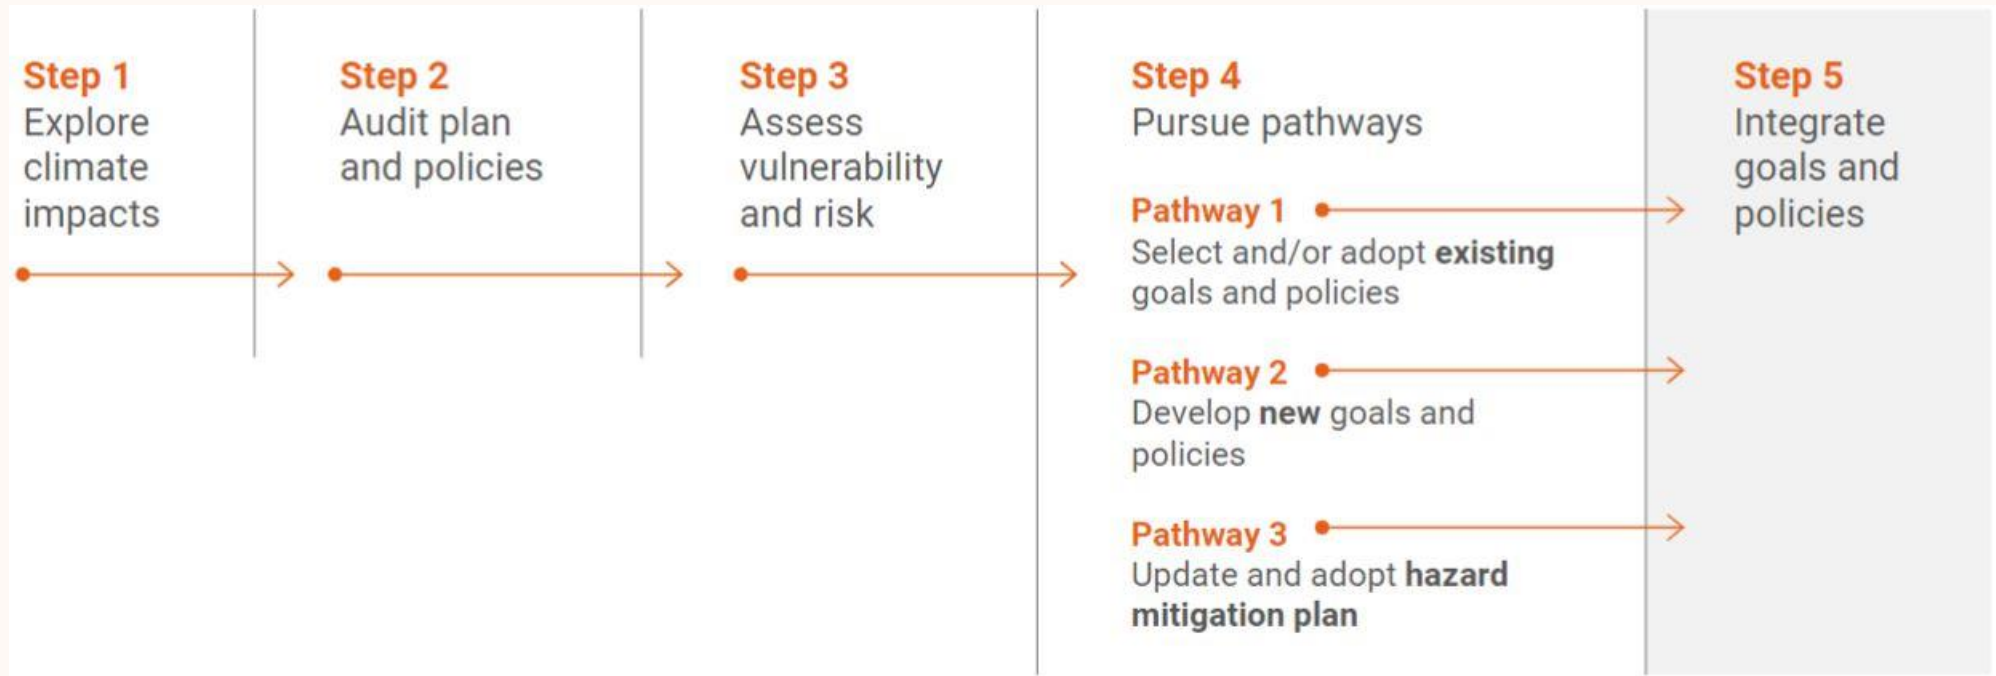 Step 1
Explore
climate
impacts
Step 2
Audit plan
and policies
Step 3
Assess
vulnerability
and risk
Step 4
Pursue pathways
Pathway 1
Select and/or adopt existing
goals and policies
Pathway 2
Develop new goals and
policies
Pathway 3
Update and adopt hazard
mitigation plan
Step 5
Integrate
goals and
policies